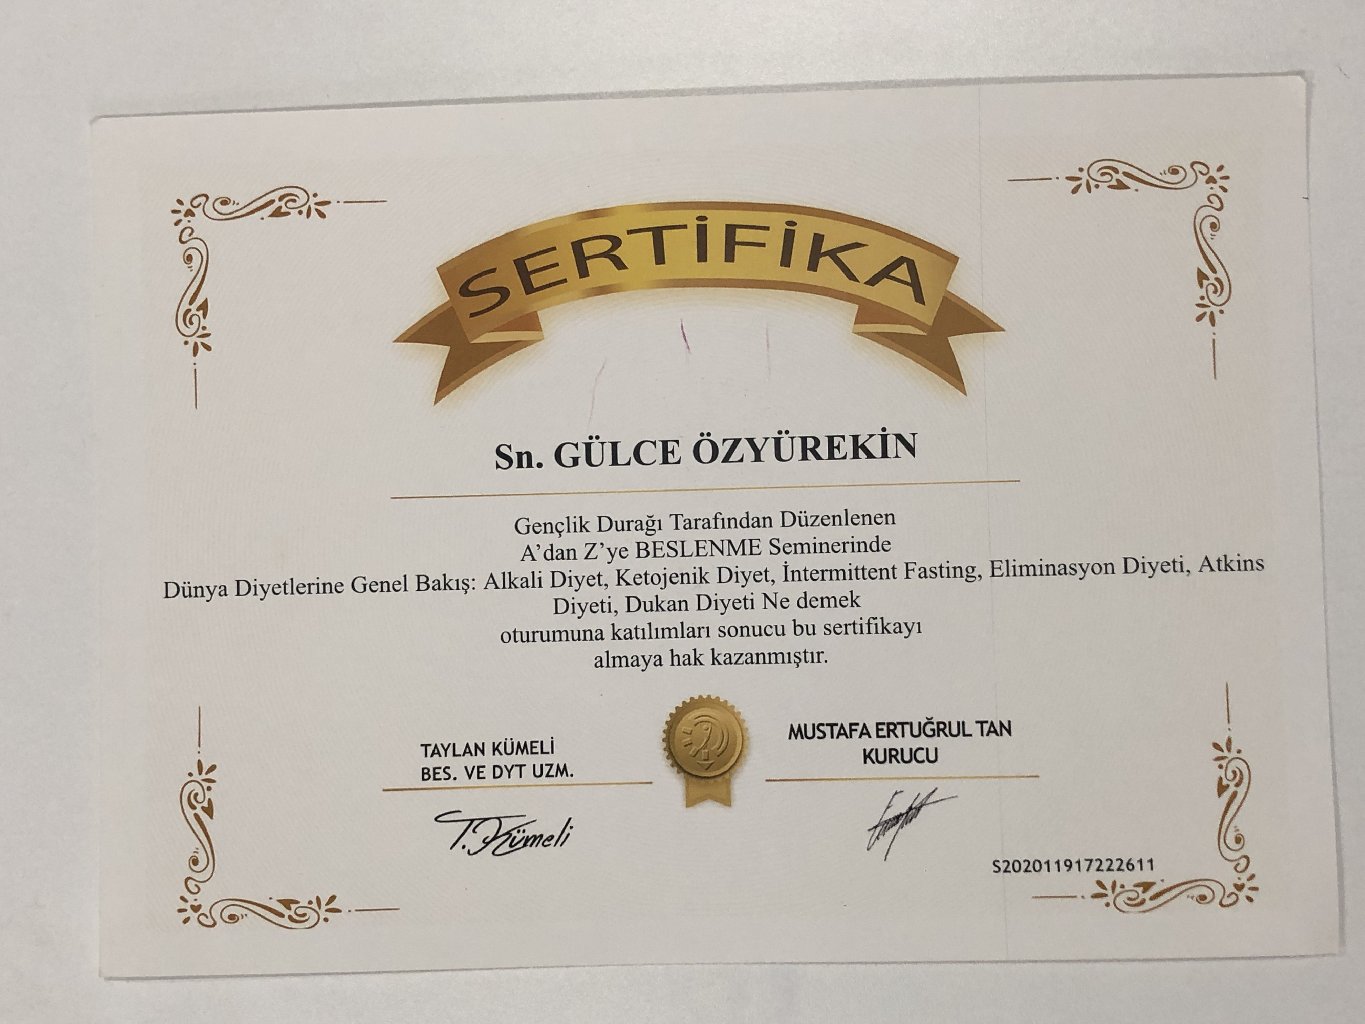 SERTİFİKA
Sn. GÜLCE ÖZYÜREKİN
Gençlik Durağı Tarafından Düzenlenen
A’dan Z’ye BESLENME Seminerinde
Dünya Diyetlerine Genel Bakış: Alkali Diyet, Ketojenik Diyet, İntermittent Fasting, Eliminasyon Diyeti, Atkins
Diyeti, Dukan Diyeti Ne demek
oturumuna katılımları sonucu bu sertifikayı
almaya hak kazanmıştır.
TAYLAN KÜMELİ
BES. VE DYT UZM.
T.Kümeli
MUSTAFA ERTUĞRUL TAN
KURUCU
S202011917222611